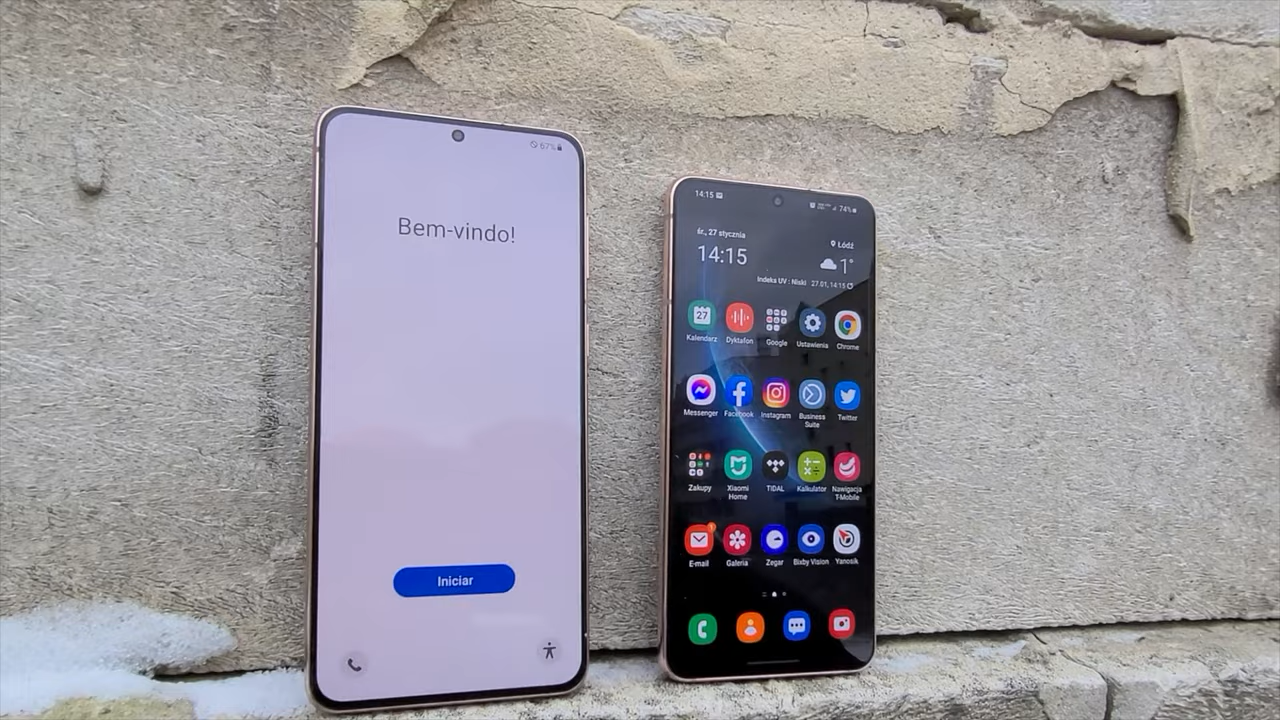 67%
Bem-vindo!
Iniciar
14:15
74%
śr., 27 stycznia
14:15
Łódź
1°
Indeks UV : Niski
27.01, 14:15
27
Kalendarz
Dyktafon
Google
Ustawienia
Chrome
Messenger
Facebook
Instagram
Business
Suite
Twitter
Zakupy
Xiaomi
Home
TIDAL
Kalkulator
Nawigacja
T-Mobile
E-mail
Galeria
Zegar
Bixby Vision
Yanosik